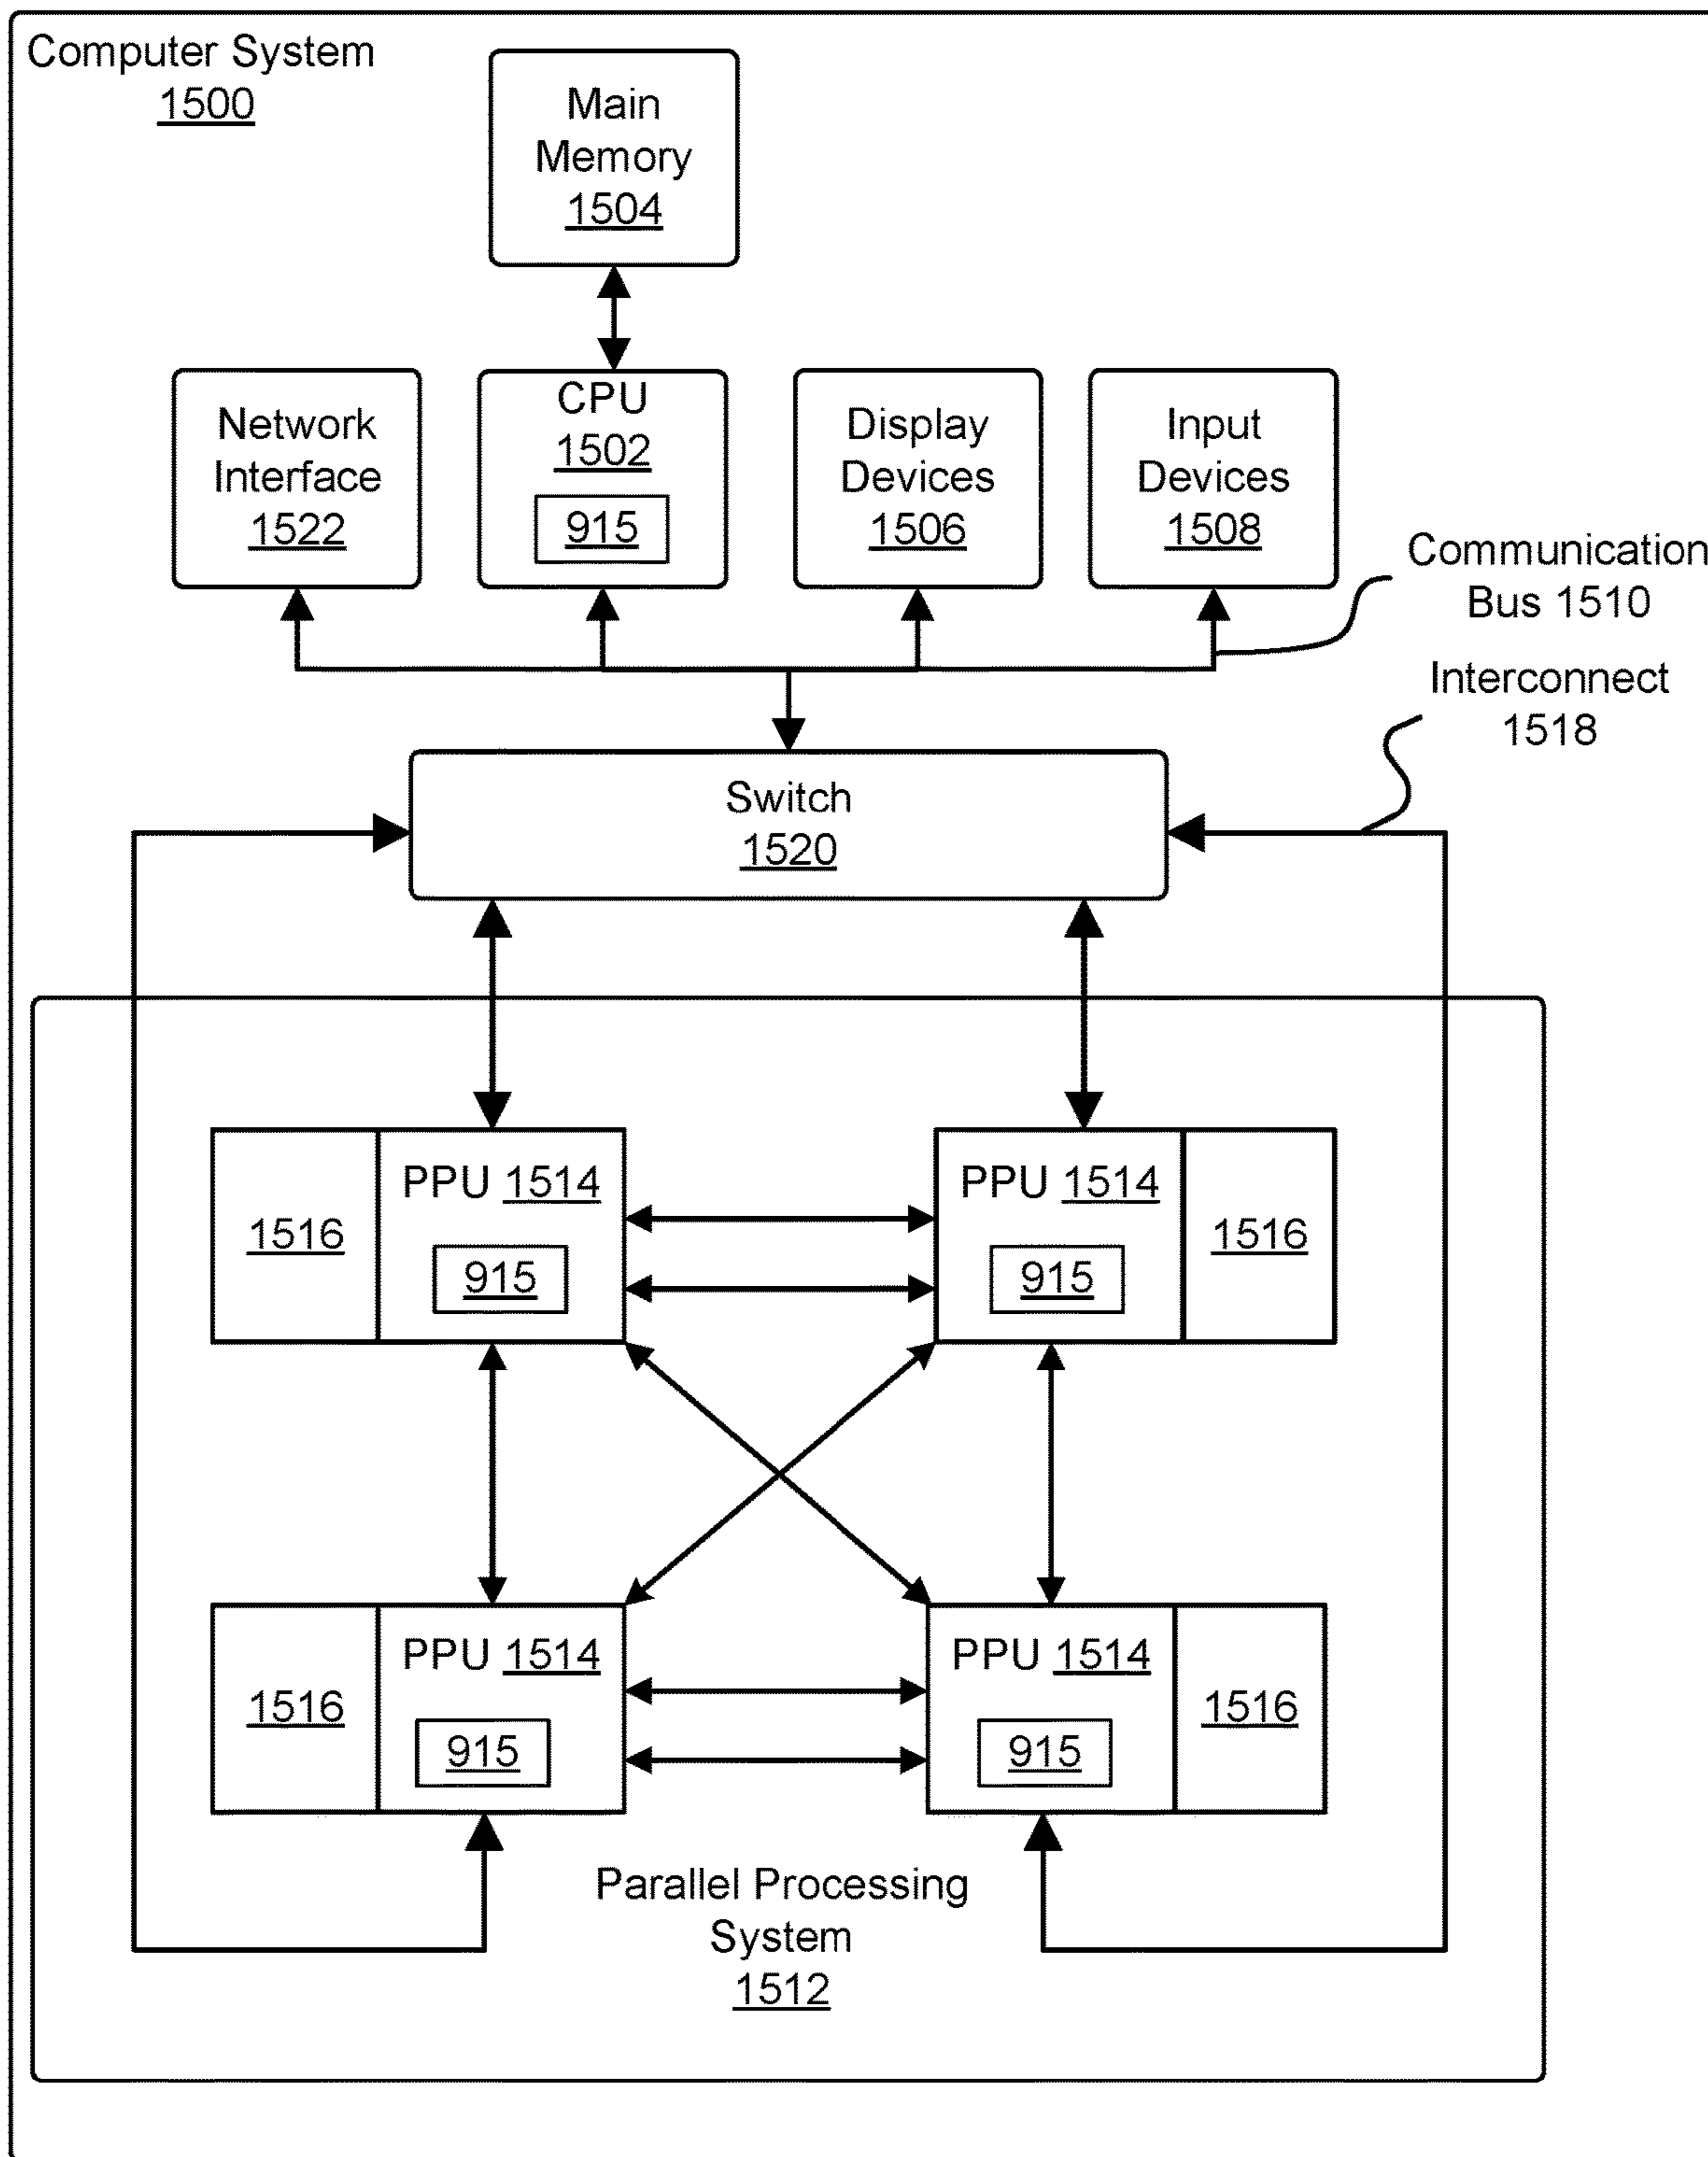 Computer System
1500
Main
Memory
1504
Network
Interface
1522
CPU
1502
915
Display
Devices
1506
Input
Devices
1508
Communication
Bus 1510
Interconnect
1518
Switch
1520
1516
PPU 1514
915
PPU 1514
915
1516
1516
PPU 1514
915
PPU 1514
915
1516
Parallel Processing
System
1512